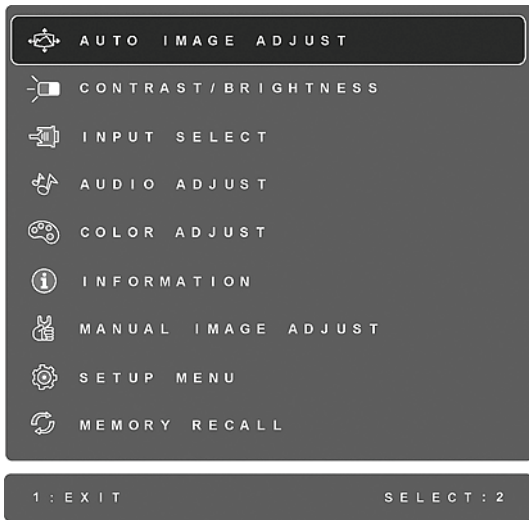 AUTO IMAGE ADJUST
CONTRAST/BRIGHTNESS
INPUT SELECT
AUDIO ADJUST
COLOR ADJUST
INFORMATION
MANUAL IMAGE ADJUST
SETUP MENU
MEMORY RECALL
1:EXIT SELECT:2